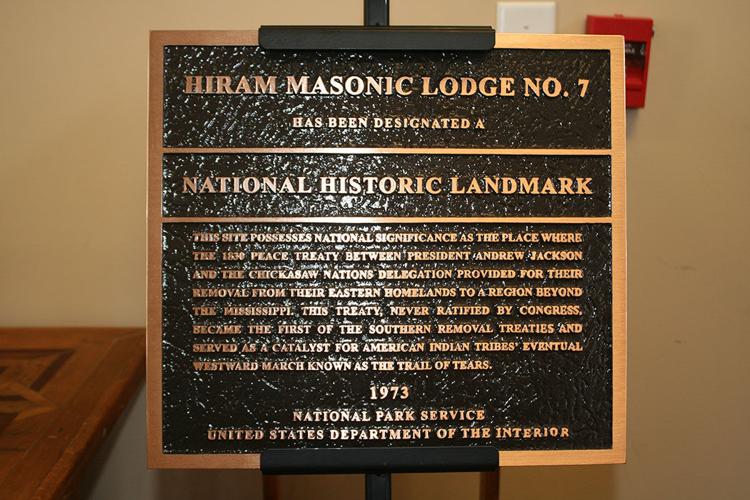 HIRAM MASONIC LODGE NO. 7
HAS BEEN DESIGNATED A
NATIONAL HISTORIC LANDMARK
THIS SITE POSSESSES NATIONAL SIGNIFICANCE AS THE PLACE WHERE
THE 1830 PEACE TREATY BETWEEN PRESIDENT ANDREW JACKSON
AND THE CHICKASAW NATIONS DELEGATION PROVIDED FOR THEIR
REMOVAL FROM THEIR EASTERN HOMELANDS TO A REGION BEYOND
THE MISSISSIPPI. THIS TREATY, NEVER RATIFIED BY CONGRESS,
BECAME THE FIRST OF THE SOUTHERN REMOVAL TREATIES AND
SERVED AS A CATALYST FOR AMERICAN INDIAN TRIBES' EVENTUAL
WESTWARD MARCH KNOWN AS THE TRAIL OF TEARS.
1973
NATIONAL PARK SERVICE
UNITED STATES DEPARTMENT OF THE INTERIOR